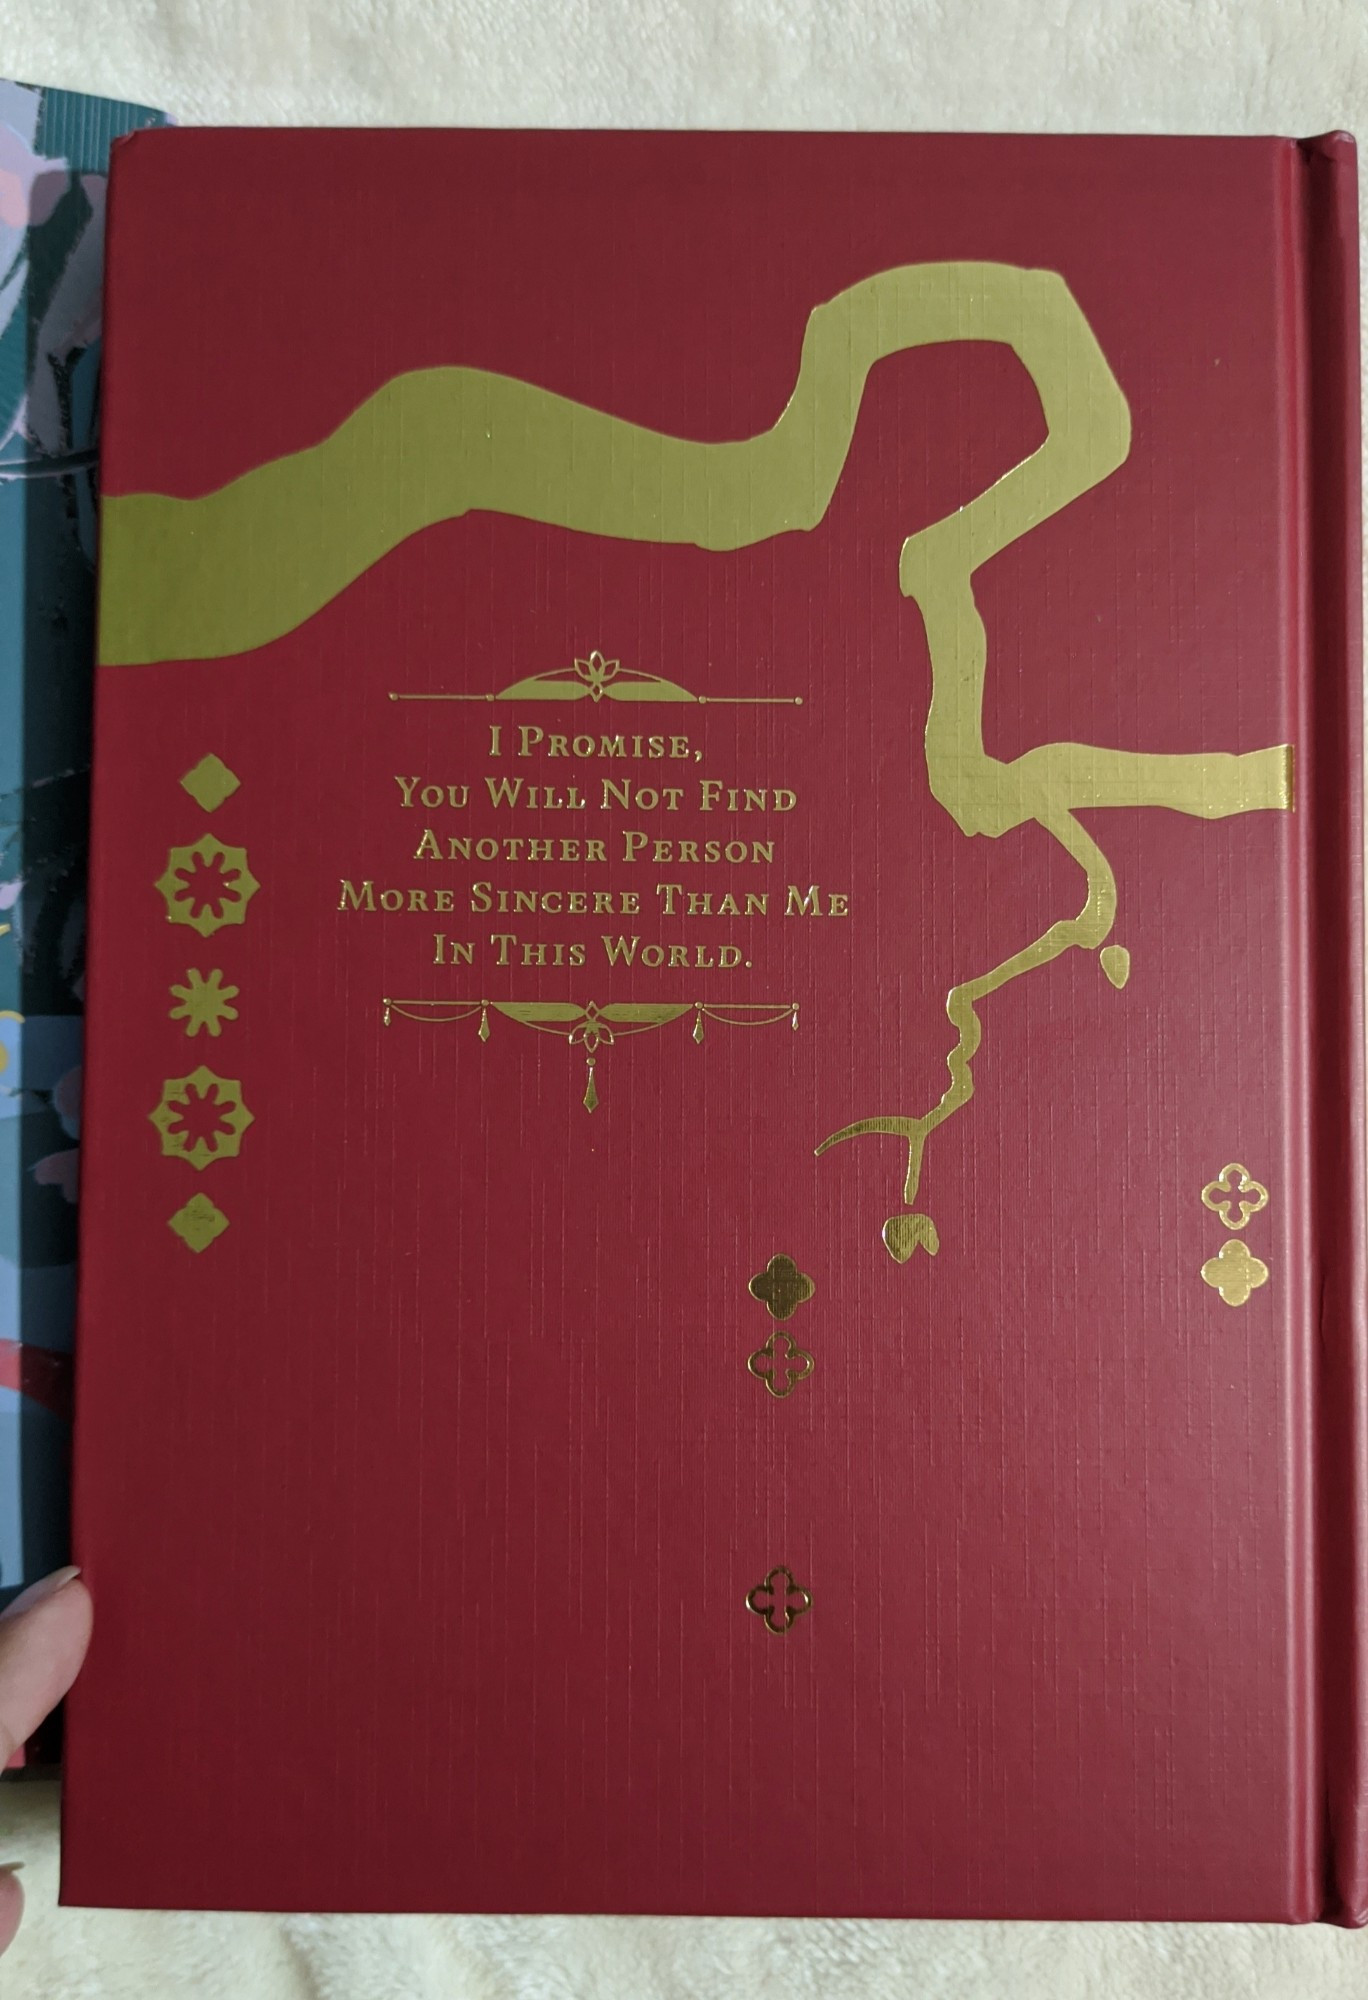 I Promise,
You Will Not Find
Another Person
More Sincere Than Me
In This World.